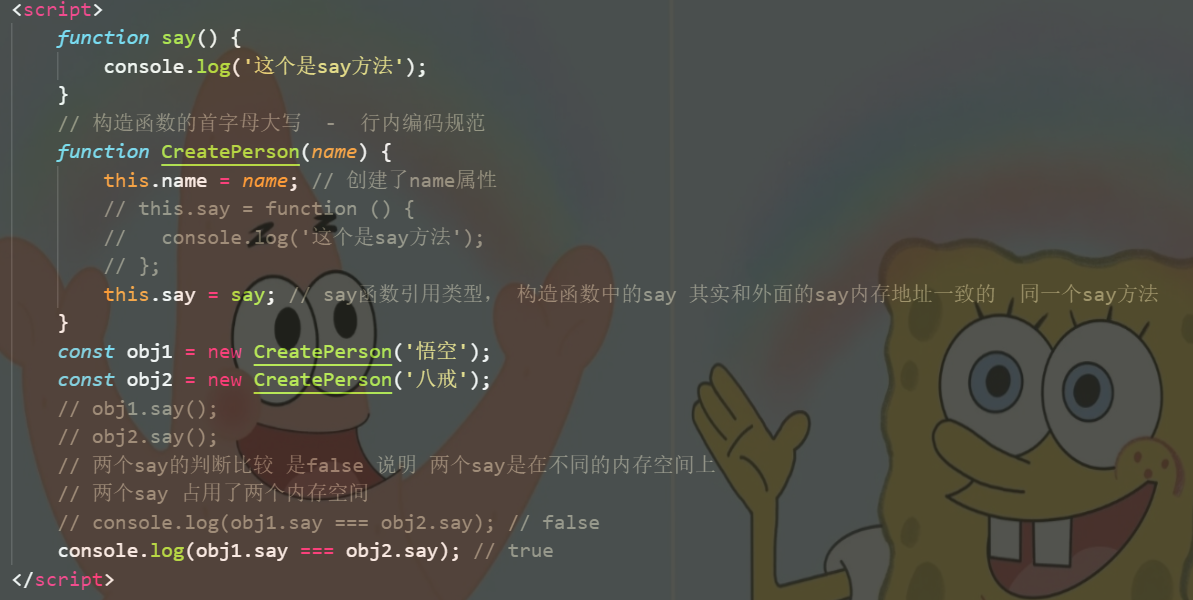 <script>
function say() {
console.log('这个是say方法');
}
// 构造函数的首字母大写 - 行内编码规范
function CreatePerson(name) {
this.name = name; // 创建了name属性
// this.say = function () {
//   console.log('这个是say方法');
// };
this.say = say; // say函数引用类型， 构造函数中的say 其实和外面的say内存地址一致的 同一个say方法
}
const obj1 = new CreatePerson('悟空');
const obj2 = new CreatePerson('八戒');
// obj1.say();
// obj2.say();
// 两个say的判断比较 是false 说明 两个say是在不同的内存空间上
// 两个say 占用了两个内存空间
// console.log(obj1.say === obj2.say); // false
console.log(obj1.say === obj2.say); // true
</script>